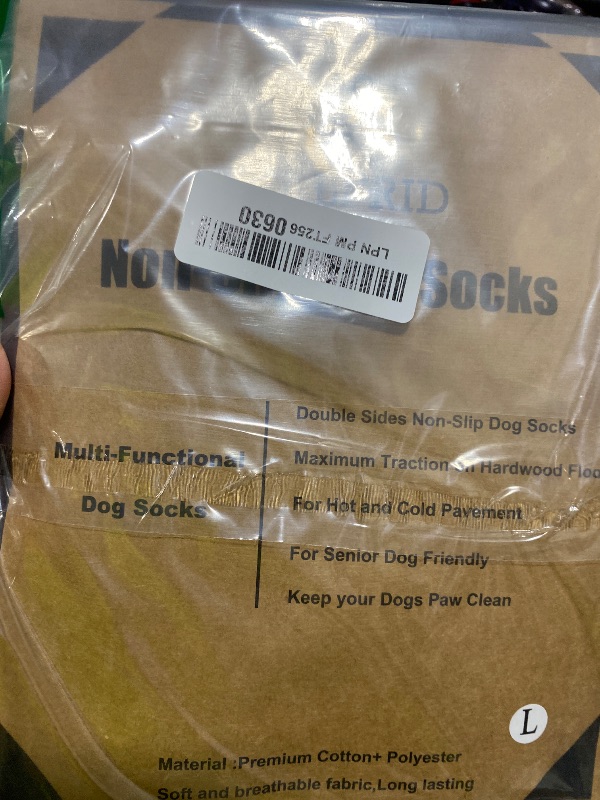 RID
LPN PM FT256 0630
Socks
Multi-Functional
Dog Socks
Double Sides Non-Slip Dog Socks
Maximum Traction on Hardwood
For Hot and Cold Pavement
For Senior Dog Friendly
Keep your Dogs Paw Clean
L
Material :Premium Cotton+ Polyester
Soft and breathable fabric,Long lasting